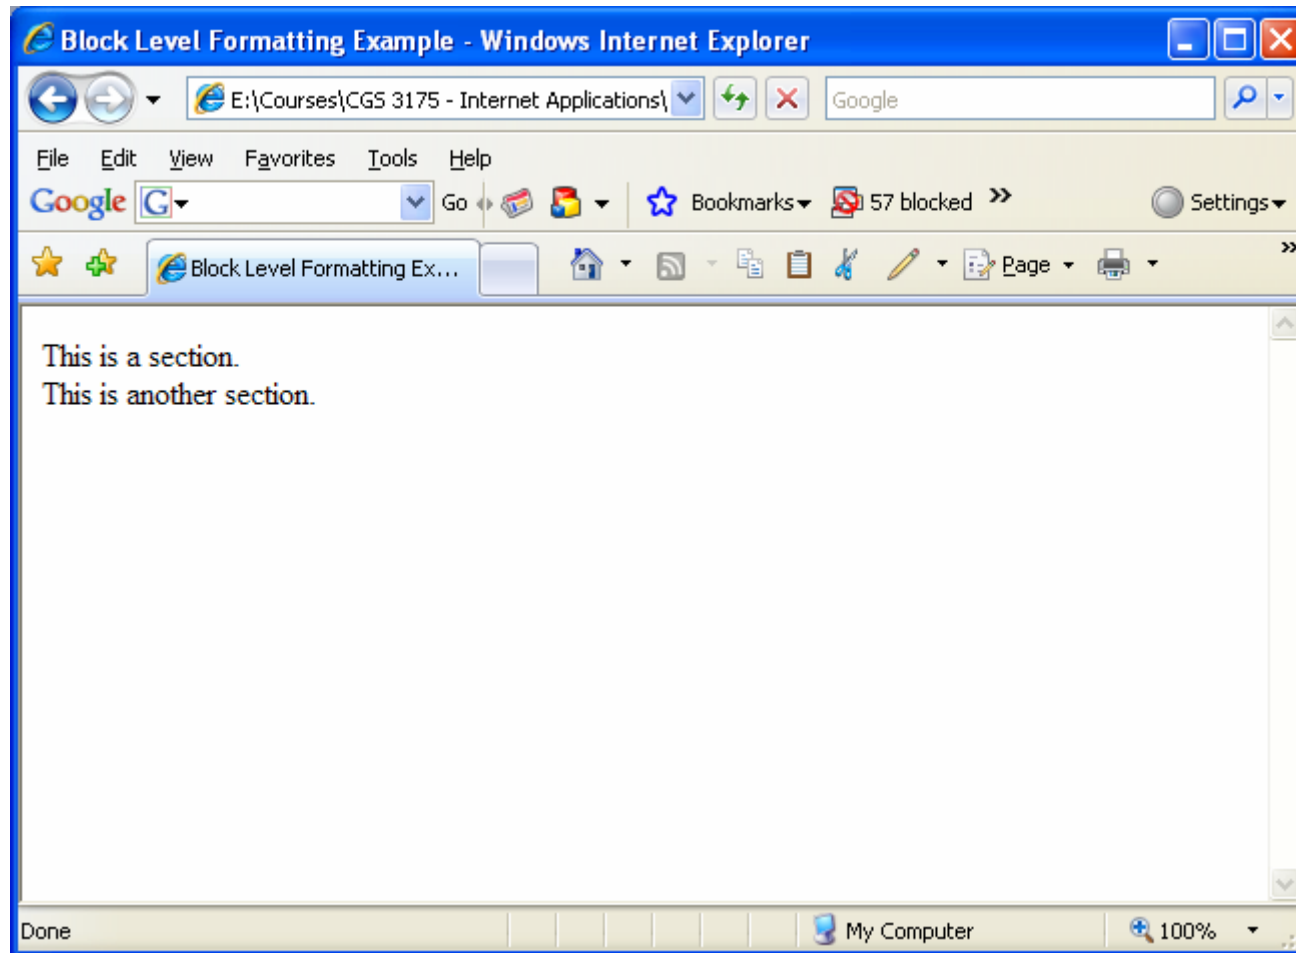 Block Level Formatting Example - Windows Internet Explorer
E:\Courses\CGS 3175 - Internet Applications\ Google
File Edit View Favorites Tools Help
Google G Go Bookmarks 57 blocked » Settings
Block Level Formatting Ex... Page »
This is a section.
This is another section.
Done My Computer 100%